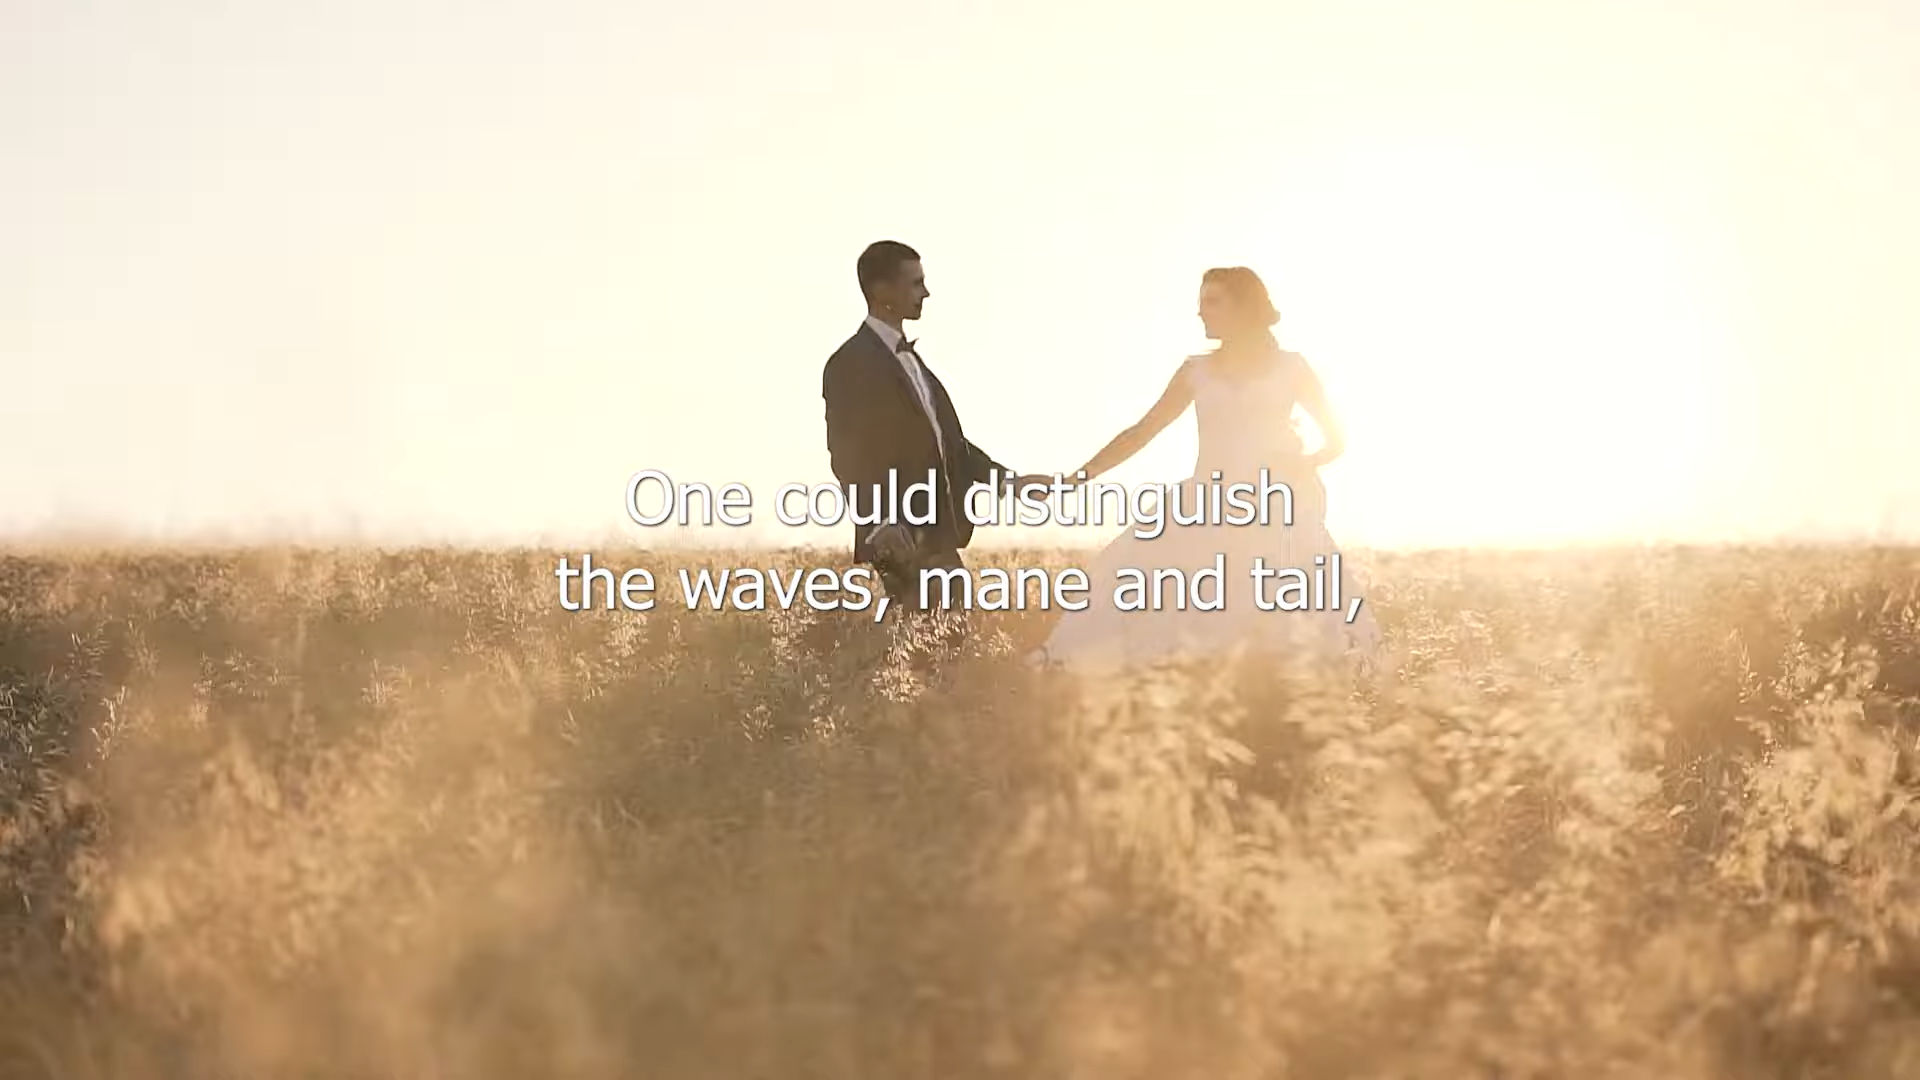 One could distinguish
the waves, mane and tail,